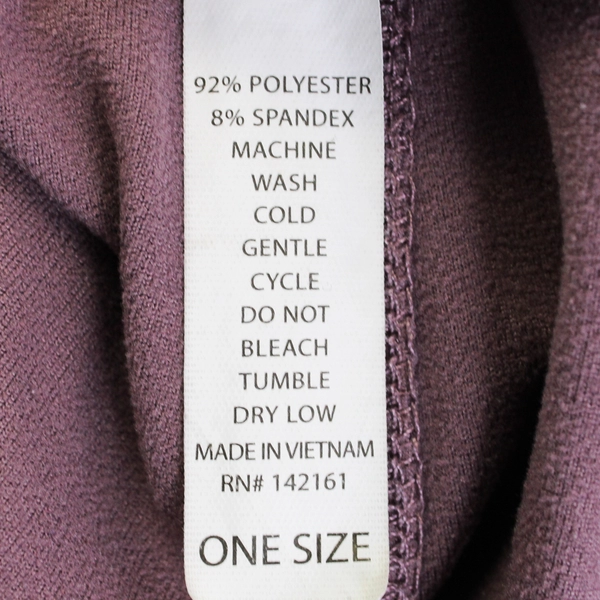 92% POLYESTER
8% SPANDEX
MACHINE
WASH
COLD
GENTLE
CYCLE
DO NOT
BLEACH
TUMBLE
DRY LOW
MADE IN VIETNAM
RN# 142161
ONE SIZE